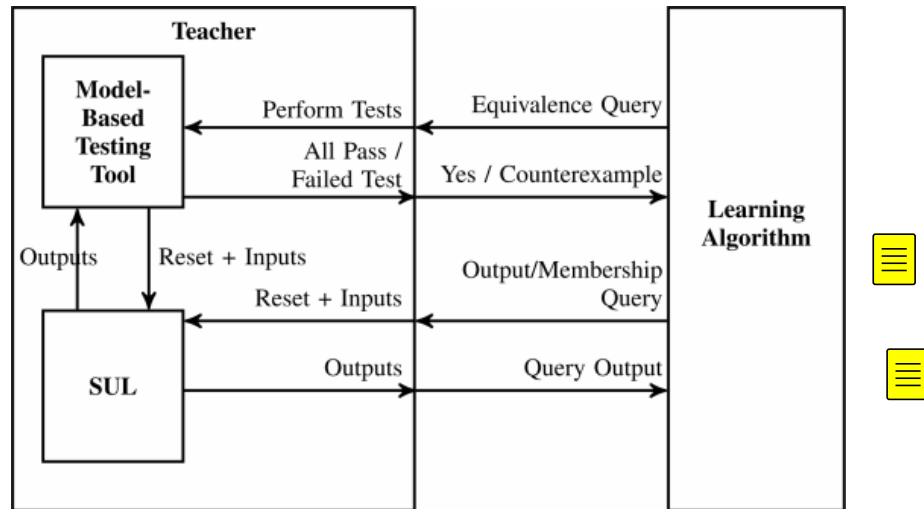 Teacher
Model-
Based
Testing
Tool
Perform Tests
Equivalence Query
All Pass /
Failed Test
Yes / Counterexample
Learning
Algorithm
Outputs
Reset + Inputs
Output/Membership
Query
Reset + Inputs
SUL
Outputs
Query Output